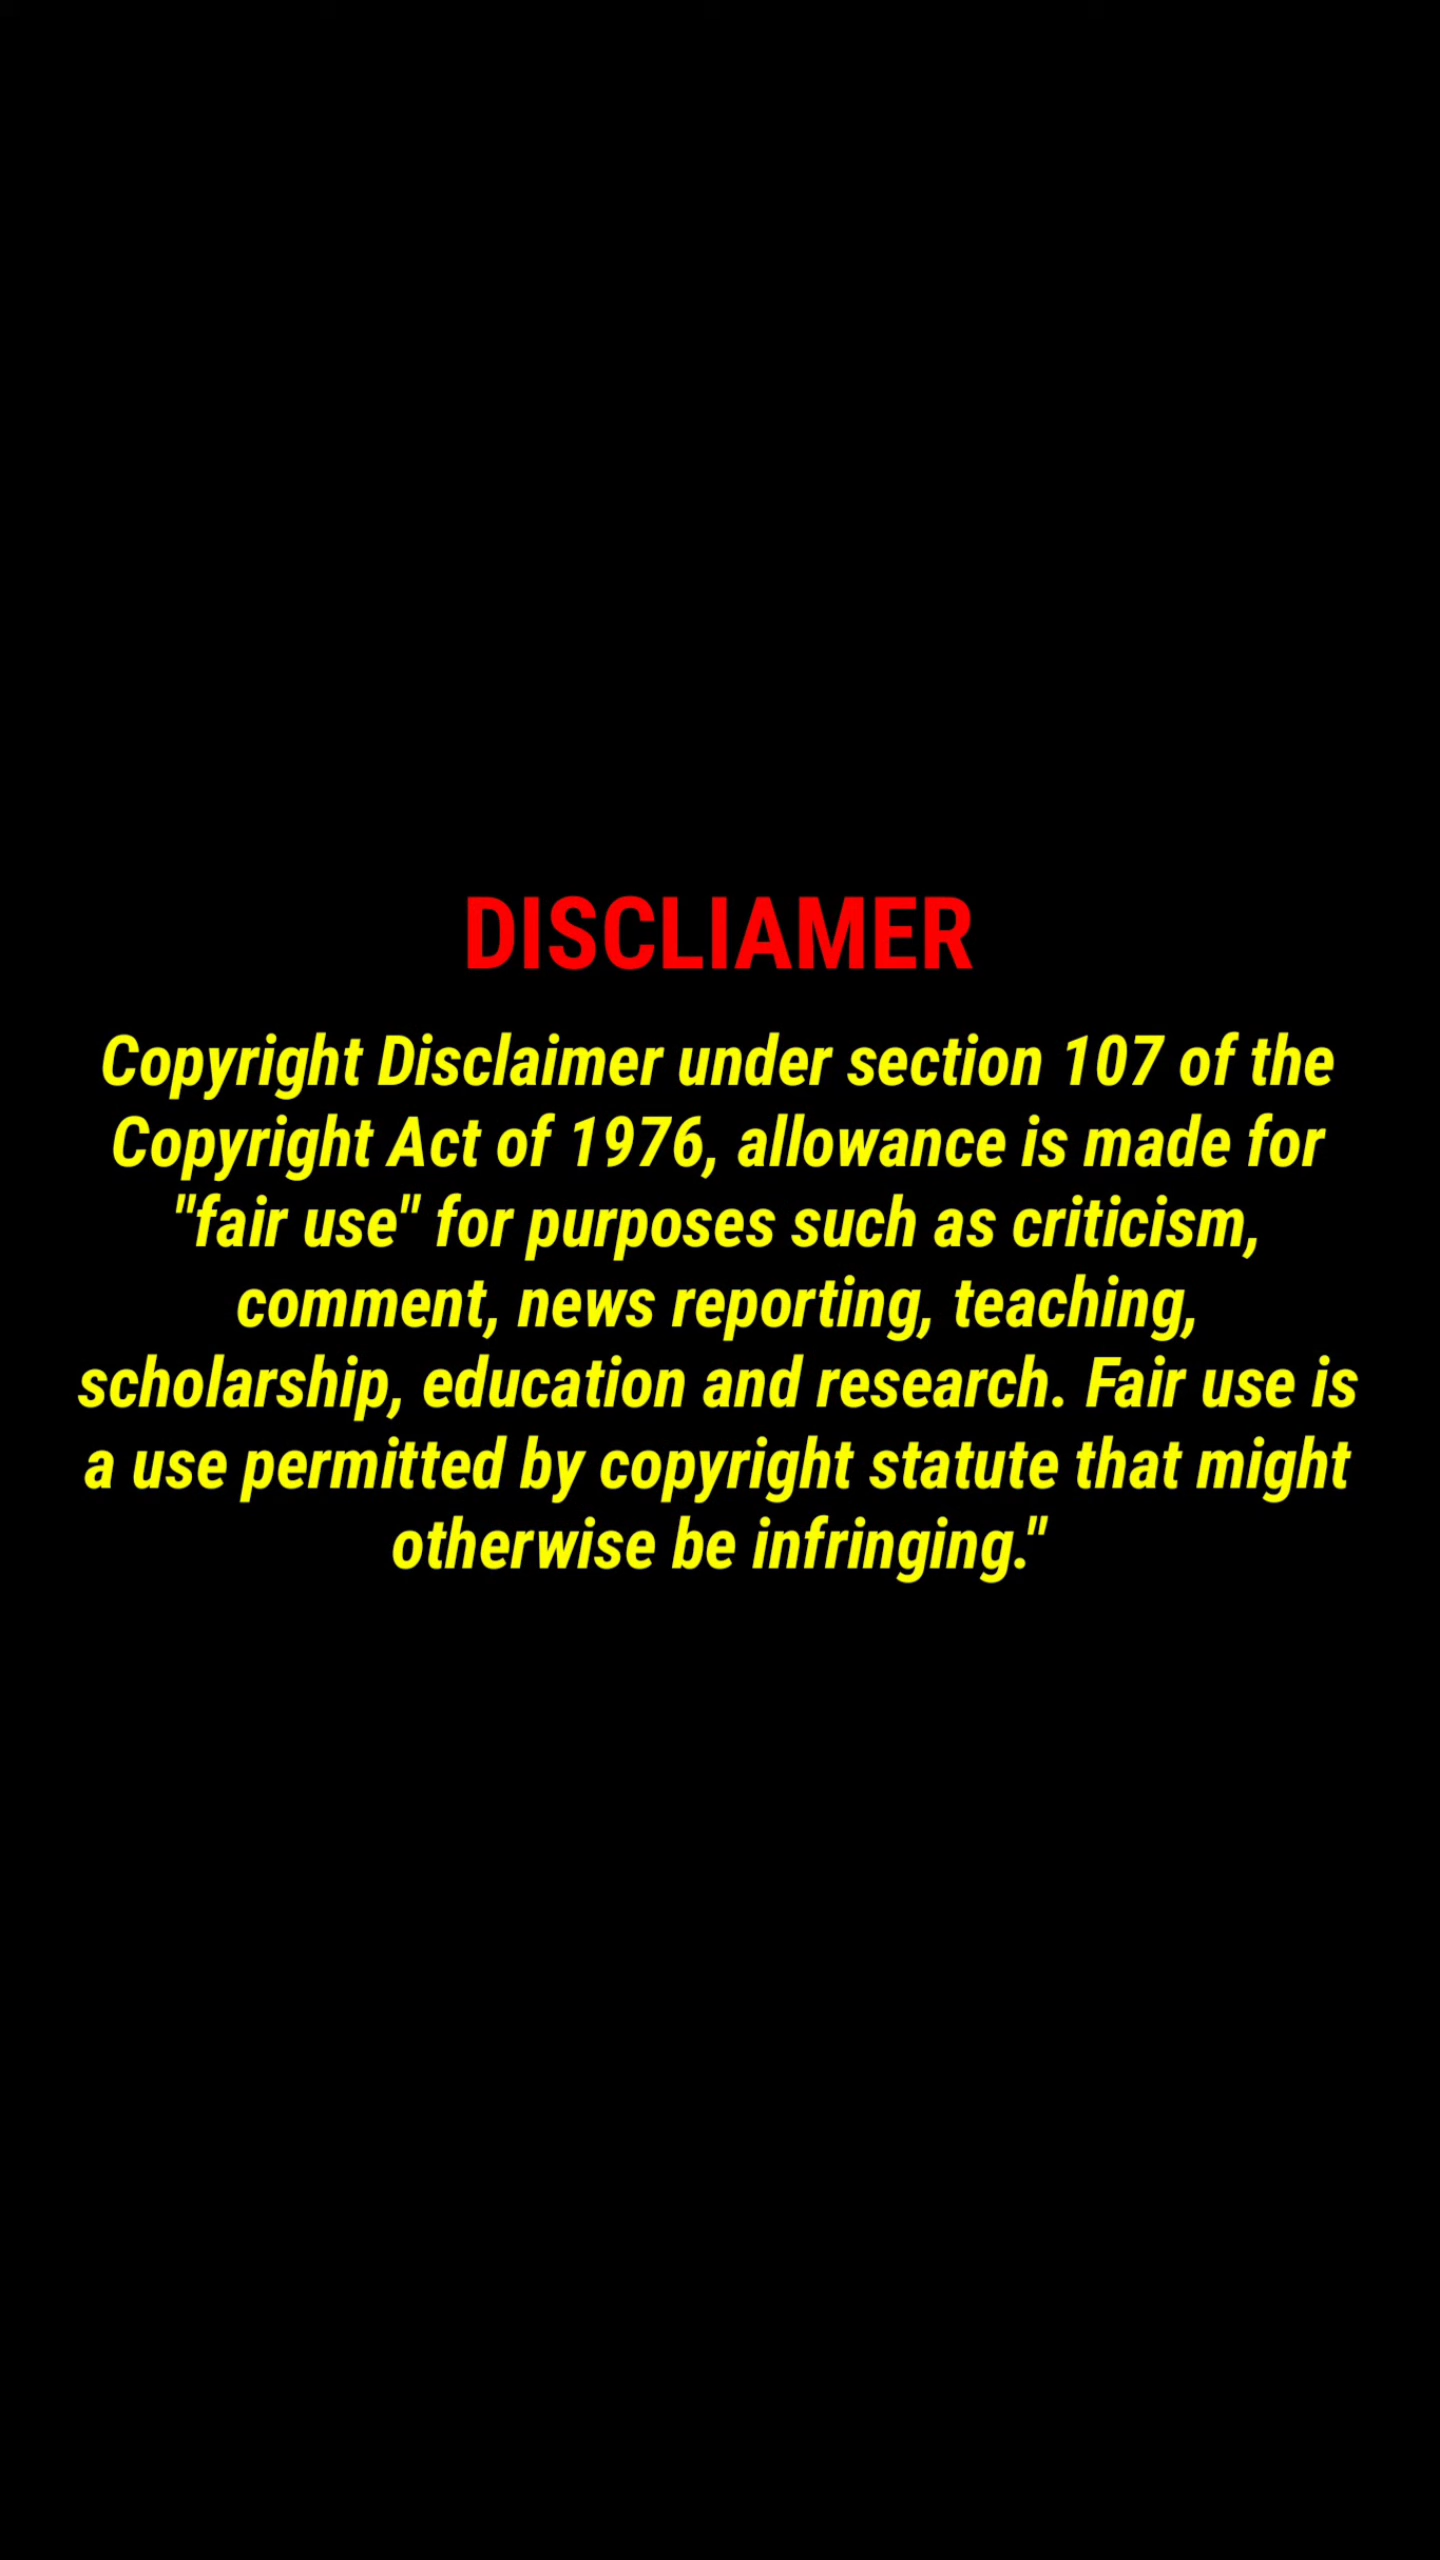 DISCLIAMER
Copyright Disclaimer under section 107 of the
Copyright Act of 1976, allowance is made for
"fair use" for purposes such as criticism,
comment, news reporting, teaching,
scholarship, education and research. Fair use is
a use permitted by copyright statute that might
otherwise be infringing."